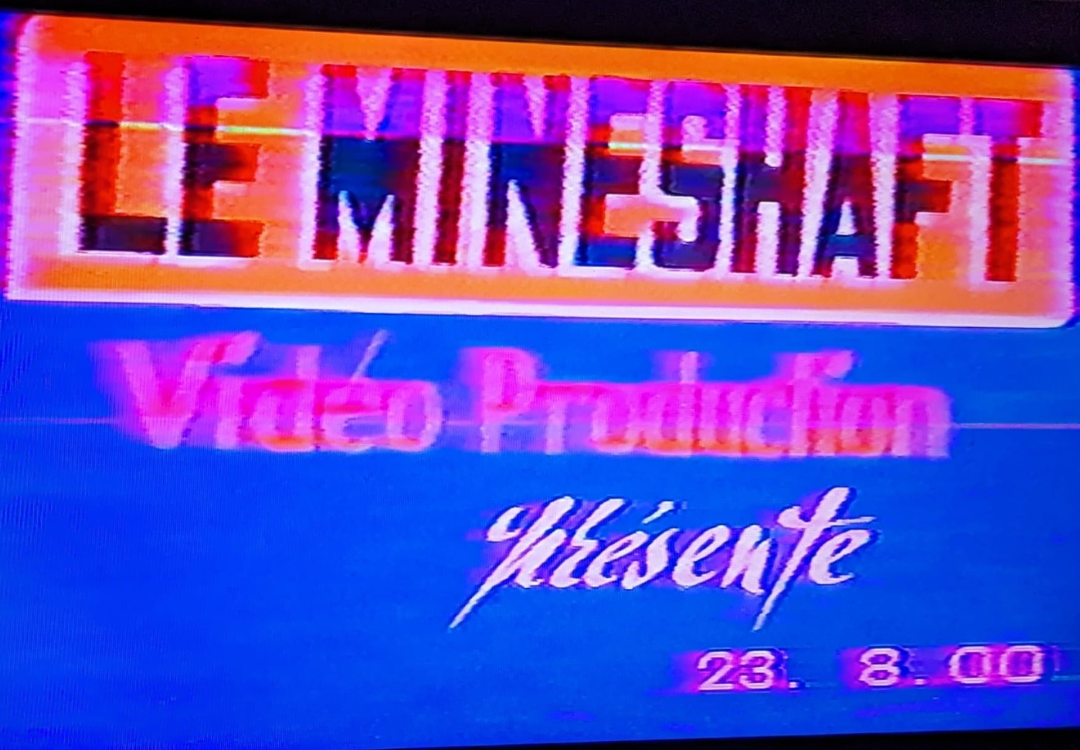 LE MINESHAFT
Vidéo Production
présente
23. 8.00